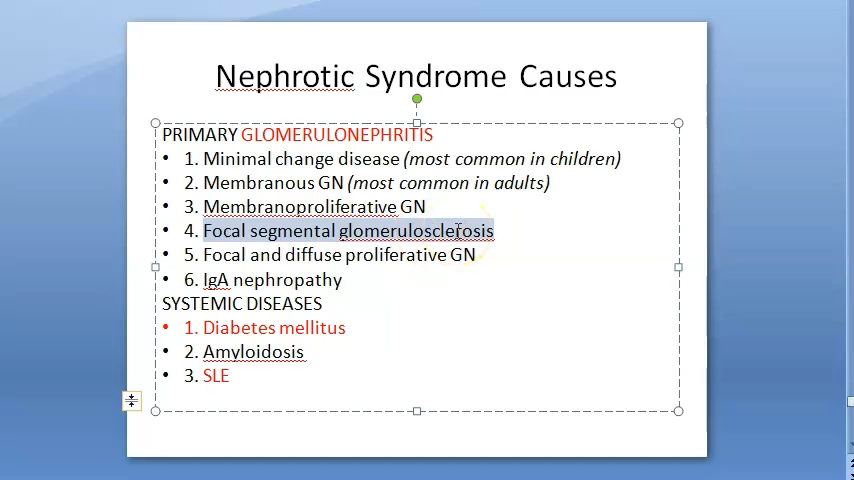 Nephrotic Syndrome Causes
PRIMARY GLOMERULONEPHRITIS
• 1. Minimal change disease (most common in children)
• 2. Membranous GN (most common in adults)
• 3. Membranoproliferative GN
• 4. Focal segmental glomerulosclerosis
• 5. Focal and diffuse proliferative GN
• 6. IgA nephropathy
SYSTEMIC DISEASES
• 1. Diabetes mellitus
• 2. Amyloidosis
• 3. SLE